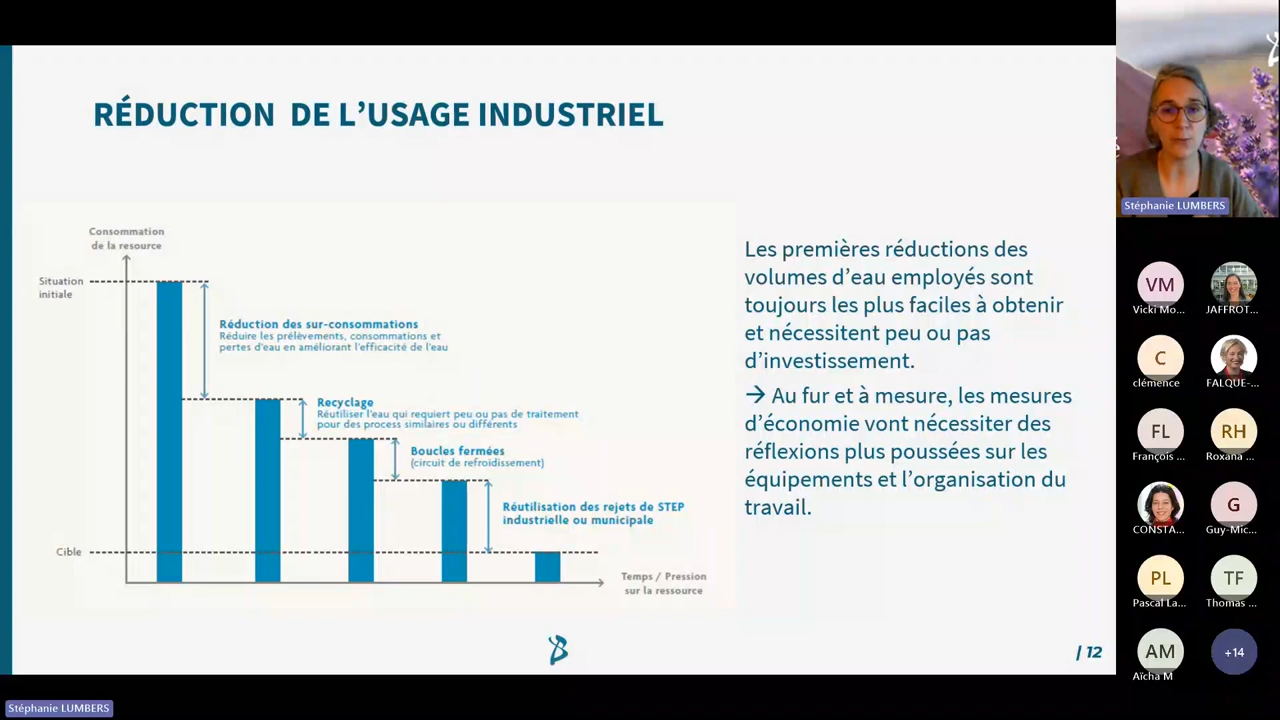 RÉDUCTION DE L’USAGE INDUSTRIEL
Consommation
de la resource
Situation
initiale
Réduction des sur-consommations
Réduire les prélèvements, consommations et
pertes d’eau en améliorant l’efficacité de l’eau
Recyclage
Réutiliser l’eau qui requiert peu ou pas de traitement
pour des process similaires ou différents
Boucles fermées
(circuit de refroidissement)
Réutilisation des rejets de STEP
industrielle ou municipale
Cible
Temps / Pression
sur la ressource
Les premières réductions des
volumes d’eau employés sont
toujours les plus faciles à obtenir
et nécessitent peu ou pas
d’investissement.
→ Au fur et à mesure, les mesures
d’économie vont nécessiter des
réflexions plus poussées sur les
équipements et l’organisation du
travail.
/ 12
Stéphanie LUMBERS
VM
Vicki Mo...
JAFFROT...
C
clémence
FALQUE-...
FL
François ...
RH
Roxana ...
CONSTA...
G
Guy-Mic...
PL
Pascal La...
TF
Thomas ...
AM
Aïcha M
+14
Stéphanie LUMBERS